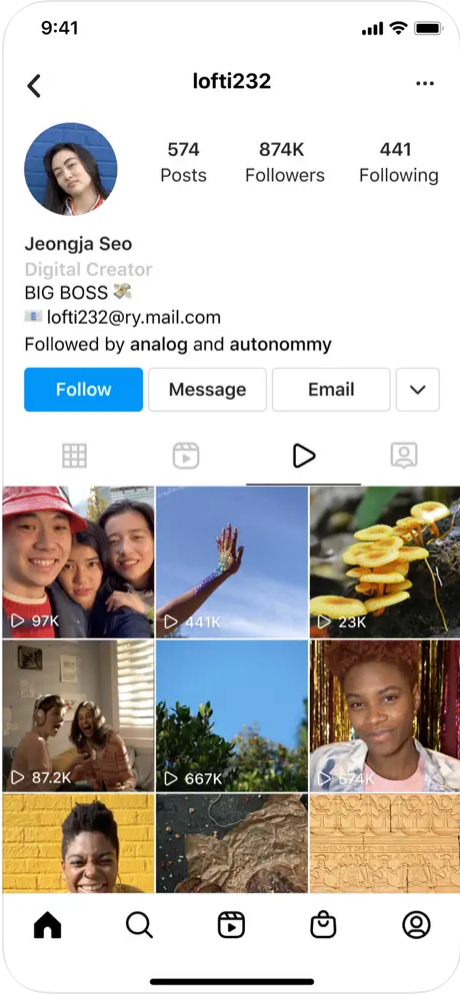 9:41
lofti232
574 874K 441
Posts Followers Following
Jeongja Seo
Digital Creator
BIG BOSS 💸
📧 lofti232@ry.mail.com
Followed by analog and autonommy
Follow Message Email
97K 441K 23K
87.2K 667K 574K